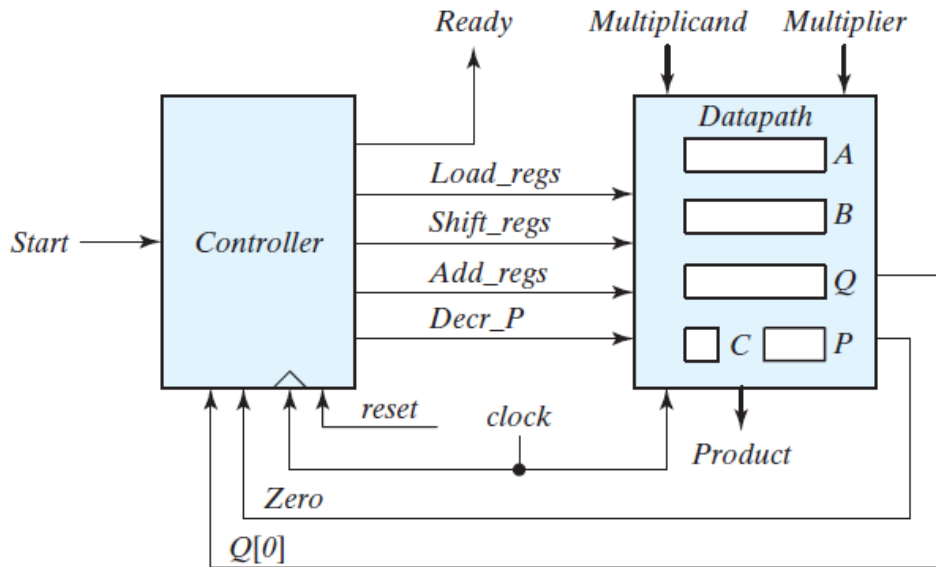 Ready
Multiplicand
Multiplier
Datapath
A
Load_regs
B
Shift_regs
Start
Controller
Add_regs
Q
Decr_P
C
P
reset
clock
Product
Zero
Q[0]